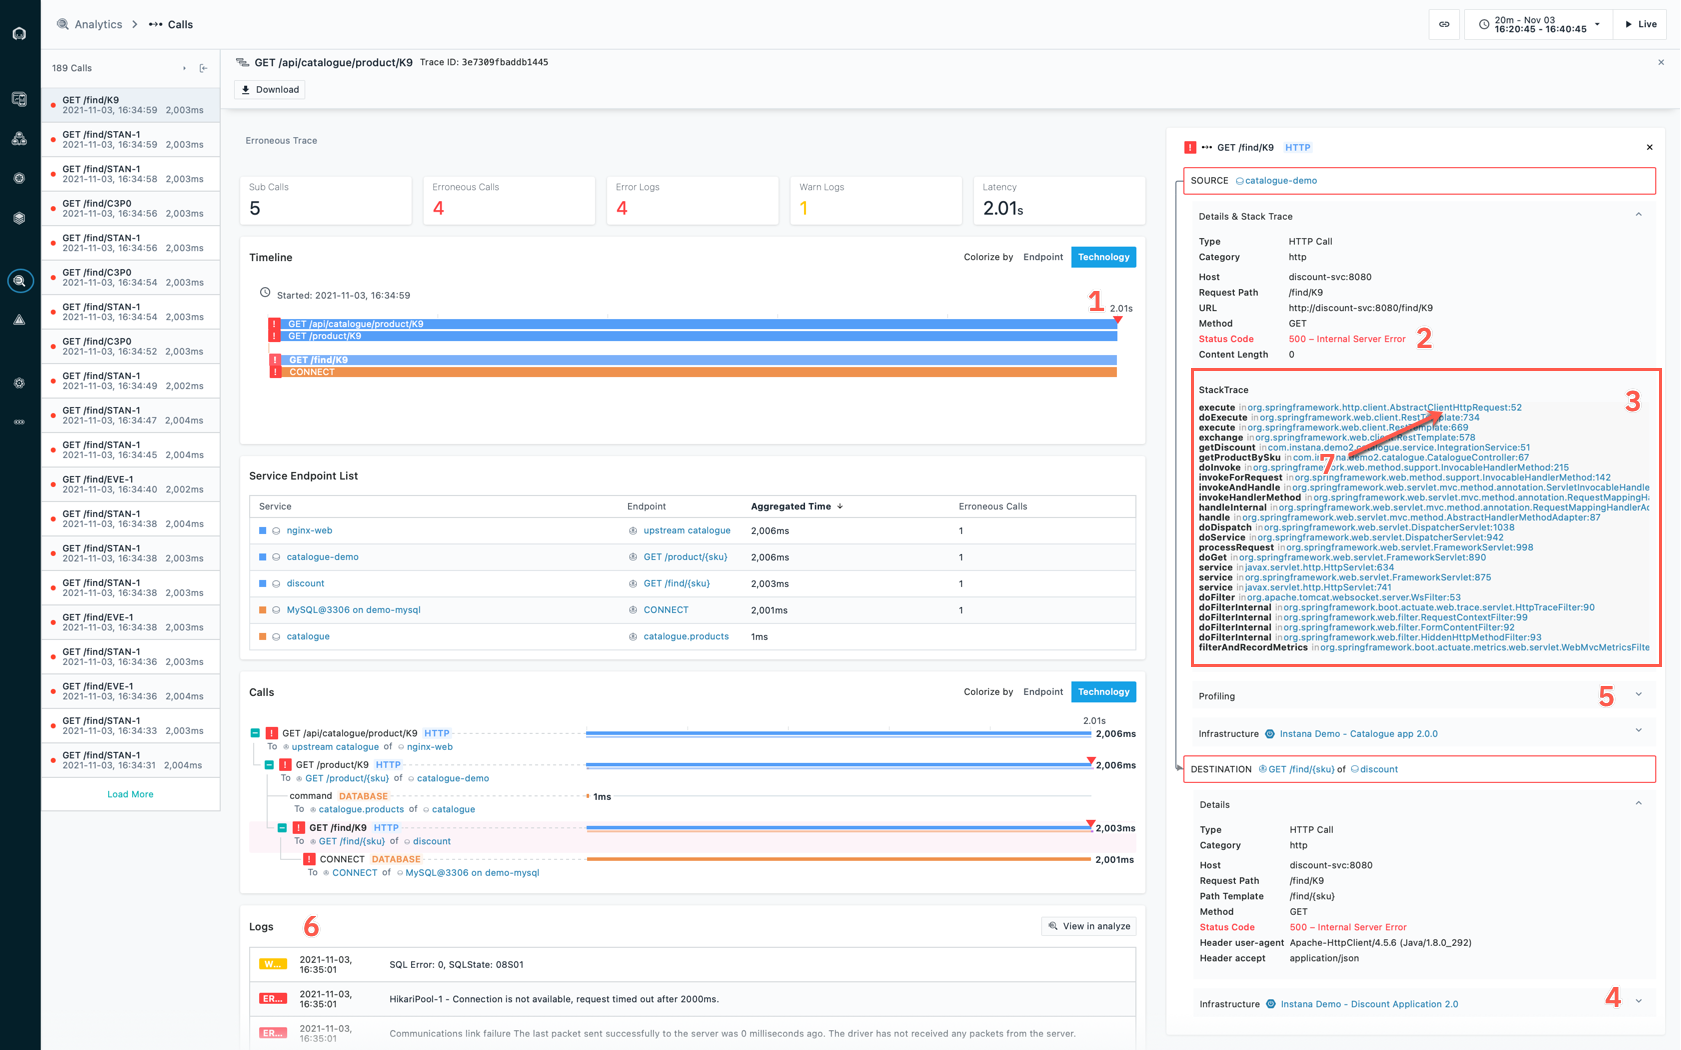 Analytics > Calls
20m - Nov 03
16:20:45 - 16:40:45
Live
189 Calls
GET /find/K9
2021-11-03, 16:34:59 2,003ms
GET /find/STAN-1
2021-11-03, 16:34:59 2,003ms
GET /find/STAN-1
2021-11-03, 16:34:58 2,003ms
GET /find/C3P0
2021-11-03, 16:34:56 2,003ms
GET /find/STAN-1
2021-11-03, 16:34:56 2,003ms
GET /find/C3P0
2021-11-03, 16:34:54 2,003ms
GET /find/STAN-1
2021-11-03, 16:34:54 2,003ms
GET /find/C3P0
2021-11-03, 16:34:52 2,003ms
GET /find/STAN-1
2021-11-03, 16:34:49 2,002ms
GET /find/STAN-1
2021-11-03, 16:34:47 2,004ms
GET /find/STAN-1
2021-11-03, 16:34:45 2,004ms
GET /find/EVE-1
2021-11-03, 16:34:40 2,002ms
GET /find/STAN-1
2021-11-03, 16:34:38 2,004ms
GET /find/STAN-1
2021-11-03, 16:34:38 2,003ms
GET /find/STAN-1
2021-11-03, 16:34:38 2,003ms
GET /find/EVE-1
2021-11-03, 16:34:38 2,003ms
GET /find/STAN-1
2021-11-03, 16:34:36 2,003ms
GET /find/EVE-1
2021-11-03, 16:34:36 2,004ms
GET /find/STAN-1
2021-11-03, 16:34:33 2,003ms
GET /find/STAN-1
2021-11-03, 16:34:31 2,004ms
Load More
GET /api/catalogue/product/K9 Trace ID: 3e7309fbaddb1445
Download
Erroneous Trace
Sub Calls
5
Erroneous Calls
4
Error Logs
4
Warn Logs
1
Latency
2.01s
Timeline
Colorize by Endpoint Technology
Started: 2021-11-03, 16:34:59
1 2.01s
! GET /api/catalogue/product/K9
! GET /product/K9
! GET /find/K9
! CONNECT
Service Endpoint List
Service Endpoint Aggregated Time Erroneous Calls
nginx-web upstream catalogue 2,006ms 1
catalogue-demo GET /product/{sku} 2,006ms 1
discount GET /find/{sku} 2,003ms 1
MySQL@3306 on demo-mysql CONNECT 2,001ms 1
catalogue catalogue.products 1ms
Calls
Colorize by Endpoint Technology
2.01s
! GET /api/catalogue/product/K9 HTTP 2,006ms
To upstream catalogue of nginx-web
! GET /product/K9 HTTP 2,006ms
To GET /product/{sku} of catalogue-demo
command DATABASE 1ms
To catalogue.products of catalogue
! GET /find/K9 HTTP 2,003ms
To GET /find/{sku} of discount
! CONNECT DATABASE 2,001ms
To CONNECT of MySQL@3306 on demo-mysql
Logs 6
View in analyze
W... 2021-11-03, 16:35:01 SQL Error: 0, SQLState: 08S01
ER... 2021-11-03, 16:35:01 HikariPool-1 - Connection is not available, request timed out after 2000ms.
ER... 2021-11-03, 16:35:01 Communications link failure The last packet sent successfully to the server was 0 milliseconds ago. The driver has not received any packets from the server.
! GET /find/K9 HTTP
SOURCE catalogue-demo
Details & Stack Trace
Type HTTP Call
Category http
Host discount-svc:8080
Request Path /find/K9
URL http://discount-svc:8080/find/K9
Method GET
Status Code 500 – Internal Server Error 2
Content Length 0
StackTrace 3
execute in org.springframework.http.client.AbstractClientHttpRequest:52
doExecute in org.springframework.web.client.RestTemplate:734
execute in org.springframework.web.client.RestTemplate:669
exchange in org.springframework.web.client.RestTemplate:578
getDiscount in com.instana.demo2.catalogue.service.IntegrationService:51
getProductBySku in com.instana.demo2.catalogue.CatalogueController:67
7
doInvoke in org.springframework.web.method.support.InvocableHandlerMethod:215
invokeForRequest in org.springframework.web.method.support.InvocableHandlerMethod:142
invokeAndHandle in org.springframework.web.servlet.mvc.method.annotation.ServletInvocableHandle
invokeHandlerMethod in org.springframework.web.servlet.mvc.method.annotation.RequestMappingHa
handleInternal in org.springframework.web.servlet.mvc.method.annotation.RequestMappingHandlerAd
handle in org.springframework.web.servlet.mvc.method.AbstractHandlerMethodAdapter:87
doDispatch in org.springframework.web.servlet.DispatcherServlet:1038
doService in org.springframework.web.servlet.DispatcherServlet:942
processRequest in org.springframework.web.servlet.FrameworkServlet:998
doGet in org.springframework.web.servlet.FrameworkServlet:890
service in javax.servlet.http.HttpServlet:634
service in org.springframework.web.servlet.FrameworkServlet:875
service in javax.servlet.http.HttpServlet:741
doFilter in org.apache.tomcat.websocket.server.WsFilter:53
doFilterInternal in org.springframework.boot.actuate.web.trace.servlet.HttpTraceFilter:90
doFilterInternal in org.springframework.web.filter.RequestContextFilter:99
doFilterInternal in org.springframework.web.filter.FormContentFilter:92
doFilterInternal in org.springframework.web.filter.HiddenHttpMethodFilter:93
filterAndRecordMetrics in org.springframework.boot.actuate.metrics.web.servlet.WebMvcMetricsFilte
Profiling 5
Infrastructure Instana Demo - Catalogue app 2.0.0
DESTINATION GET /find/{sku} of discount
Details
Type HTTP Call
Category http
Host discount-svc:8080
Request Path /find/K9
Path Template /find/{sku}
Method GET
Status Code 500 – Internal Server Error
Header user-agent Apache-HttpClient/4.5.6 (Java/1.8.0_292)
Header accept application/json
Infrastructure Instana Demo - Discount Application 2.0 4